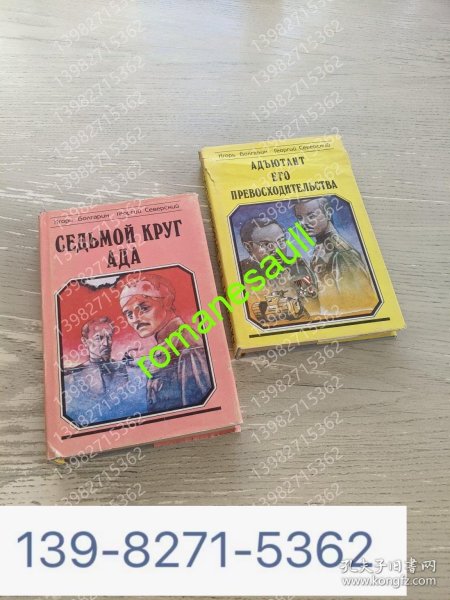 Игорь Болгарин Георгий Северский
АДЪЮТАНТ
ЕГО
ПРЕВОСХОДИТЕЛЬСТВА
Игорь Болгарин Георгий Северский
СЕДЬМОЙ КРУГ
АДА
romanesaull
13982715362
139-8271-5362
孔夫子旧书网
www.kongfz.com